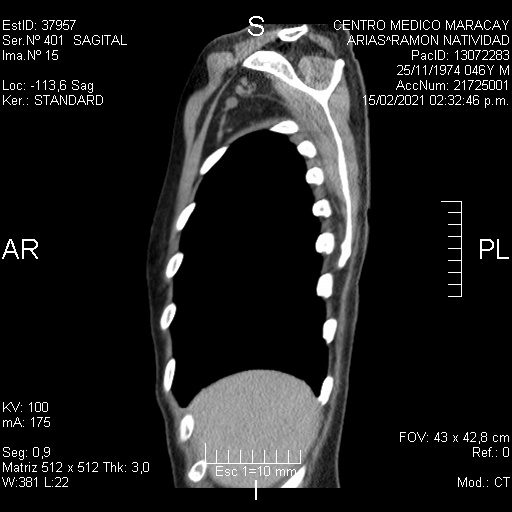 EstID: 37957
Ser.Nº 401 SAGITAL
Ima.Nº 15
Loc: -113,6 Sag
Ker.: STANDARD
S
CENTRO MEDICO MARACAY
ARIAS^RAMON NATIVIDAD
PacID: 13072283
25/11/1974 046Y M
AccNum: 21725001
15/02/2021 02:32:46 p.m.
AR
PL
KV: 100
mA: 175
Seg: 0,9
Matriz 512 x 512 Thk: 3,0
W:381 L:22
Esc 1=10 mm
FOV: 43 x 42,8 cm
Ref.: 0
Mod.: CT